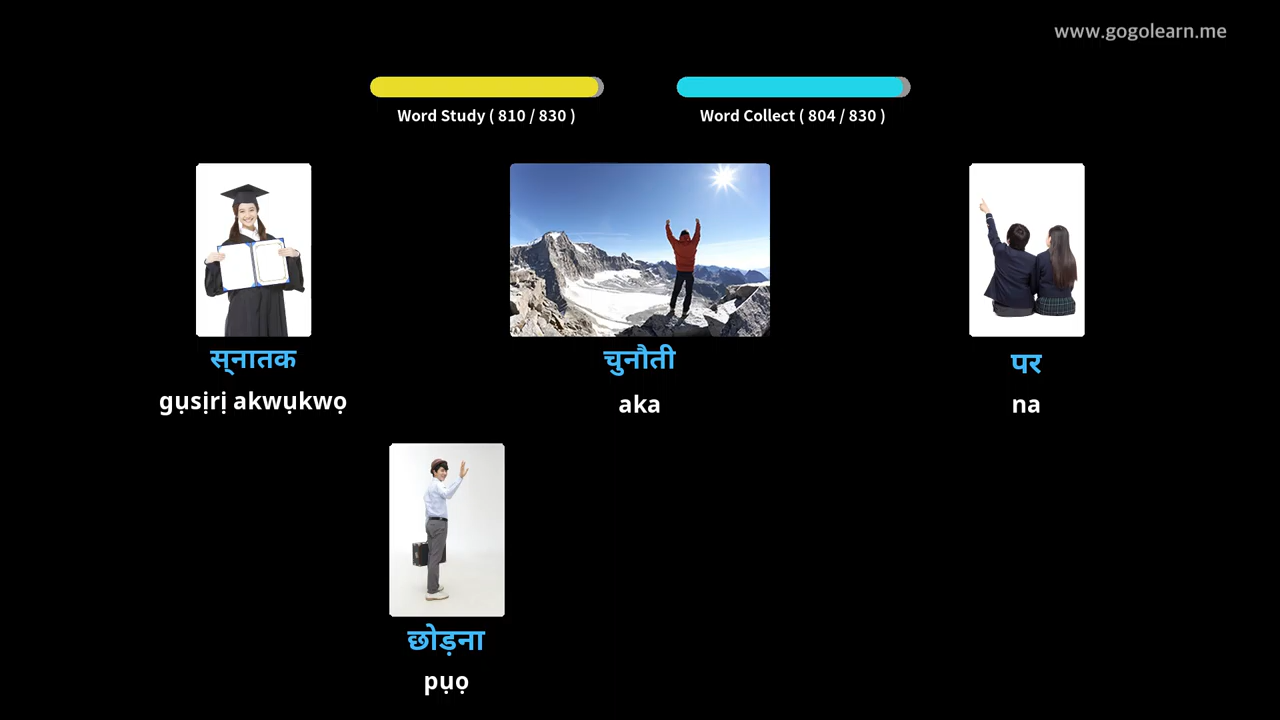 www.gogolearn.me
Word Study ( 810 / 830 )
Word Collect ( 804 / 830 )
स्नातक
gụsịrị akwụkwọ
चुनौती
aka
पर
na
छोड़ना
pụọ